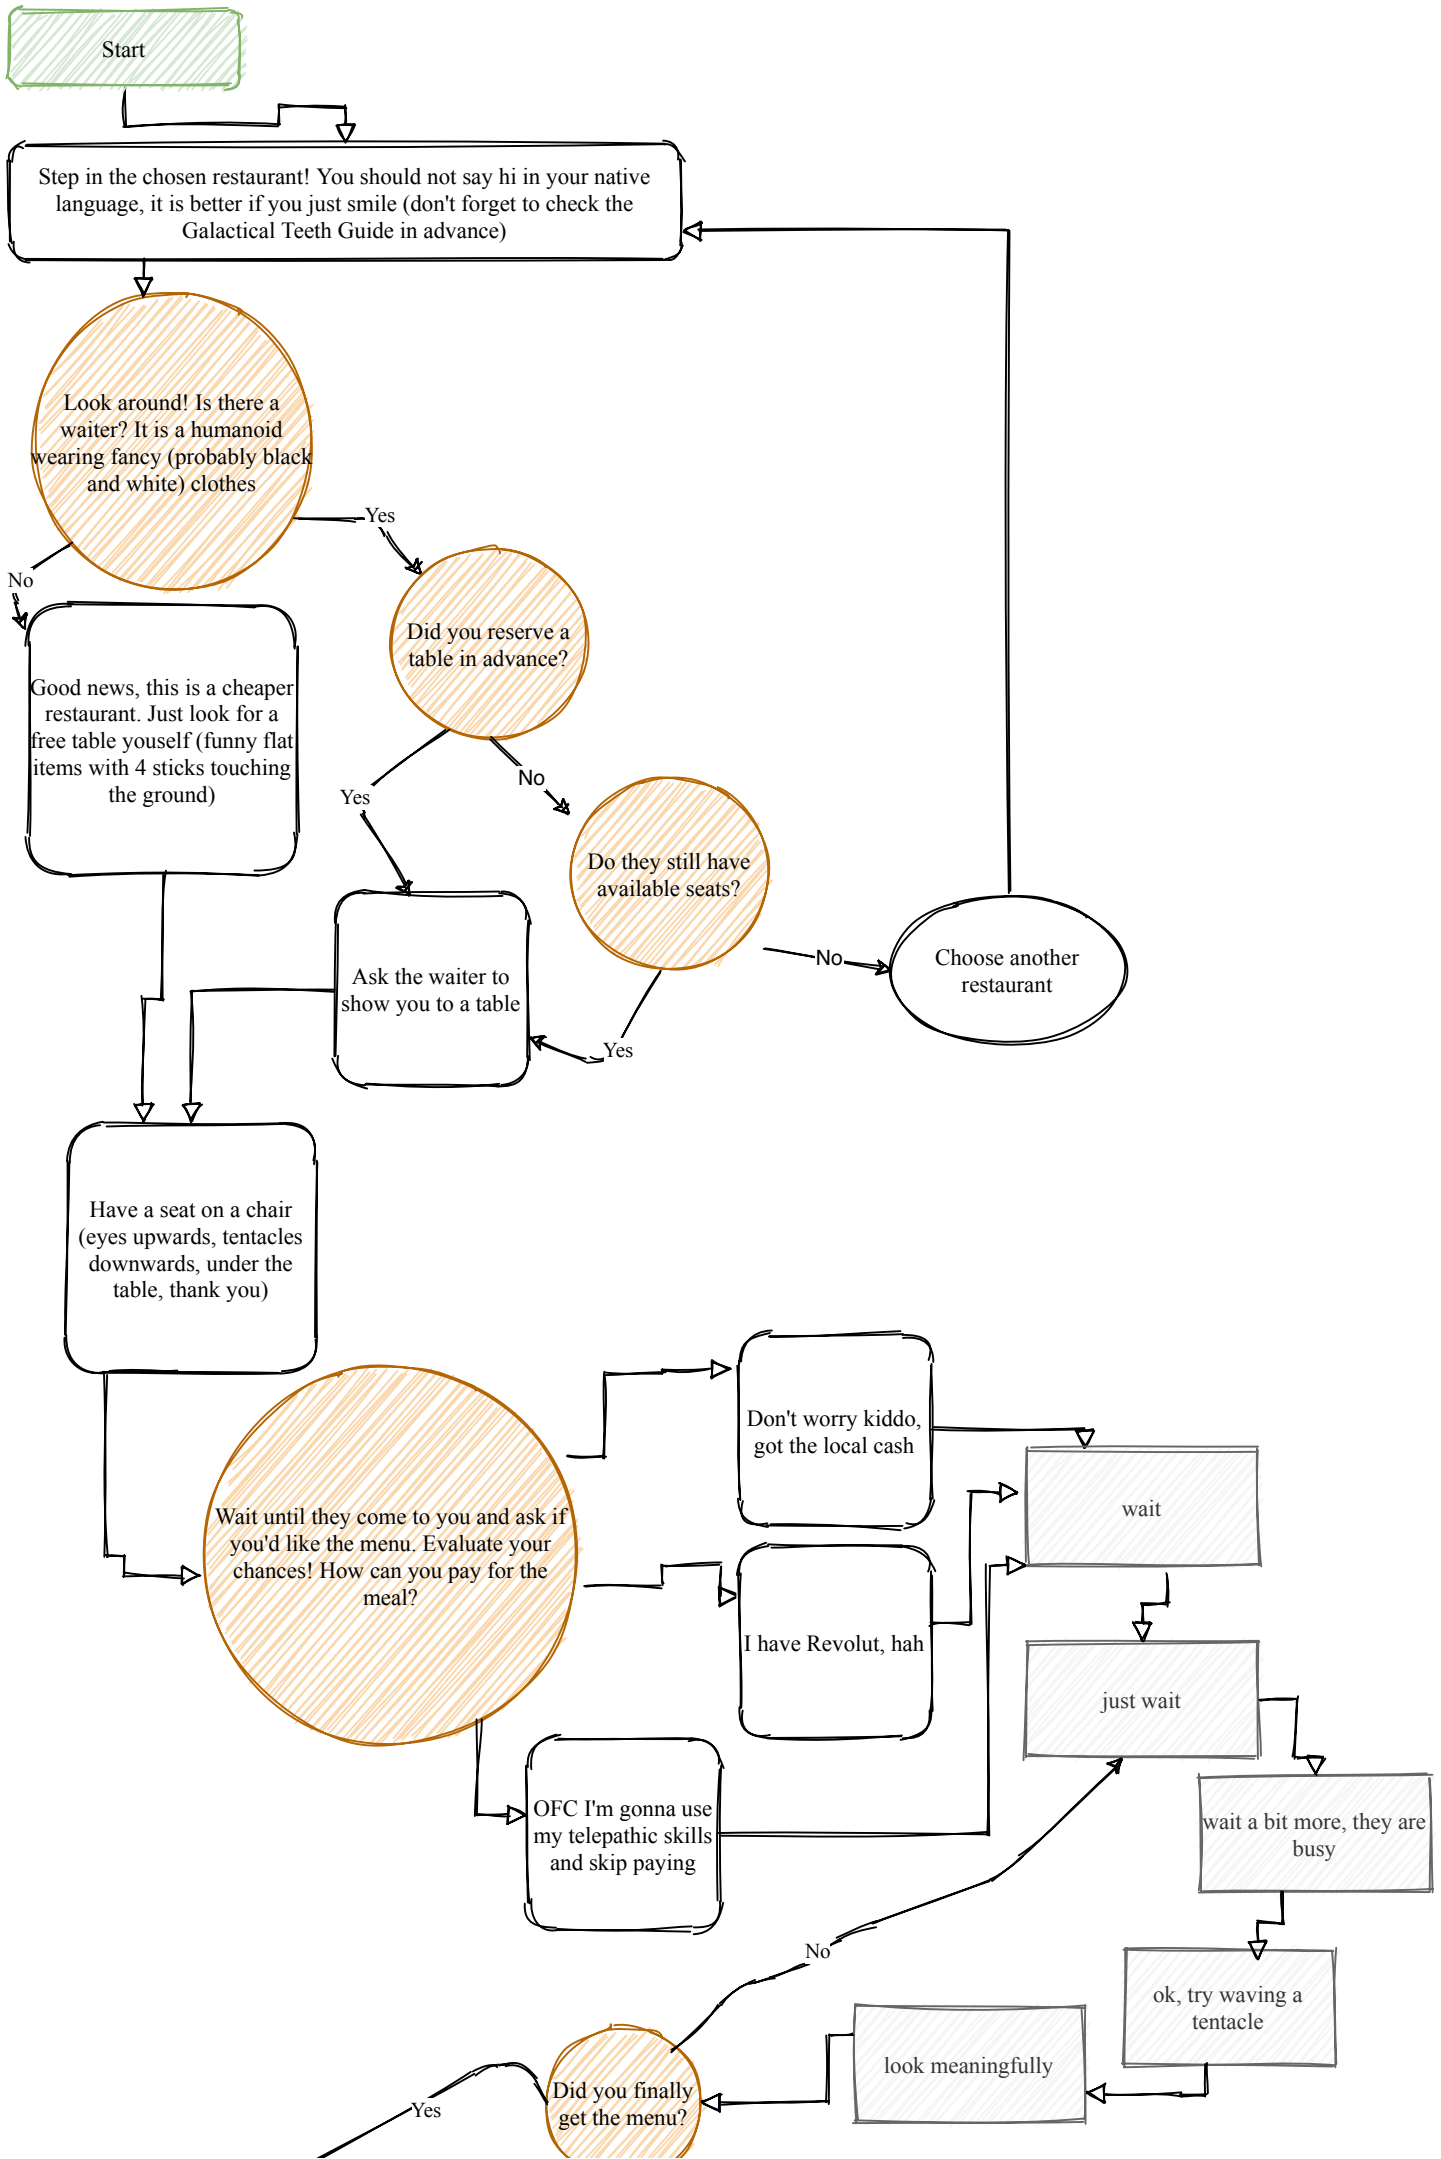 Start
Step in the chosen restaurant! You should not say hi in your native
language, it is better if you just smile (don't forget to check the
Galactical Teeth Guide in advance)
Look around! Is there a
waiter? It is a humanoid
wearing fancy (probably black
and white) clothes
Yes
No
Did you reserve a
table in advance?
Good news, this is a cheaper
restaurant. Just look for a
free table youself (funny flat
items with 4 sticks touching
the ground)
No
Yes
Do they still have
available seats?
No
Choose another
restaurant
Ask the waiter to
show you to a table
Yes
Have a seat on a chair
(eyes upwards, tentacles
downwards, under the
table, thank you)
Wait until they come to you and ask if
you'd like the menu. Evaluate your
chances! How can you pay for the
meal?
Don't worry kiddo,
got the local cash
I have Revolut, hah
OFC I'm gonna use
my telepathic skills
and skip paying
wait
just wait
wait a bit more, they are
busy
ok, try waving a
tentacle
look meaningfully
No
Did you finally
get the menu?
Yes